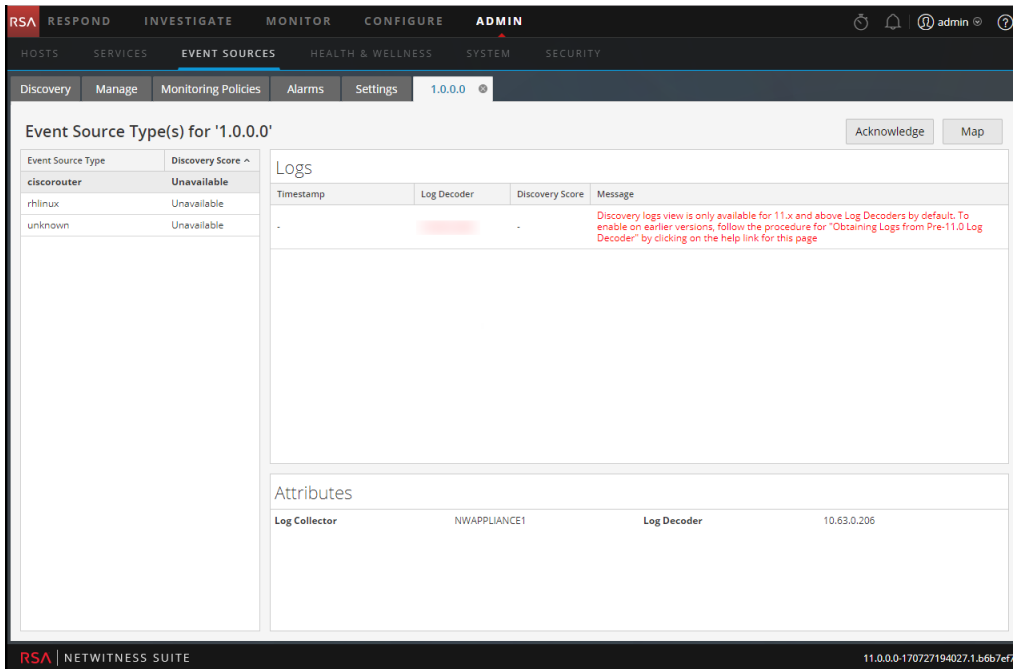 RSA RESPOND INVESTIGATE MONITOR CONFIGURE ADMIN admin
HOSTS SERVICES EVENT SOURCES HEALTH & WELLNESS SYSTEM SECURITY
Discovery Manage Monitoring Policies Alarms Settings 1.0.0.0
Event Source Type(s) for '1.0.0.0'
Acknowledge Map
Event Source Type Discovery Score
ciscorouter Unavailable
rhlinux Unavailable
unknown Unavailable
Logs
Timestamp Log Decoder Discovery Score Message
- - Discovery logs view is only available for 11.x and above Log Decoders by default. To
enable on earlier versions, follow the procedure for "Obtaining Logs from Pre-11.0 Log
Decoder" by clicking on the help link for this page
Attributes
Log Collector NWAPPLIANCE1 Log Decoder 10.63.0.206
RSA NETWITNESS SUITE 11.0.0.0-170727194027.1.b6b7ef7